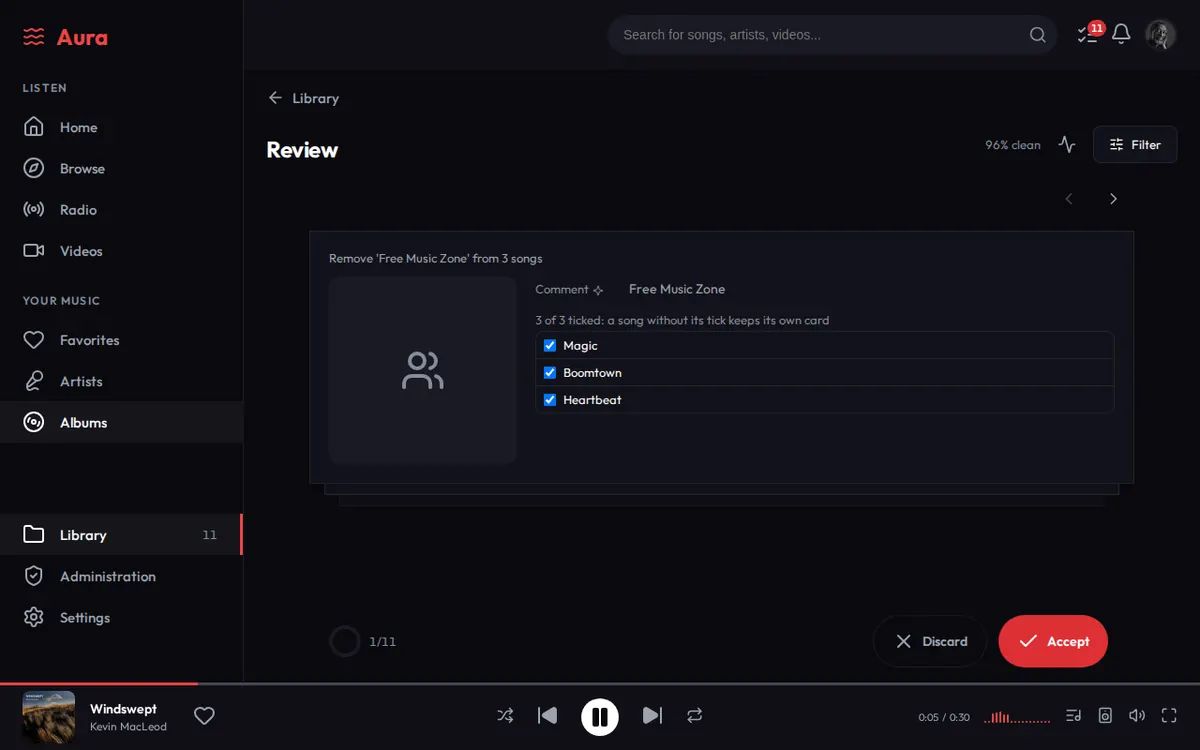 Aura
Search for songs, artists, videos...
11
LISTEN
Home
Browse
Radio
Videos
YOUR MUSIC
Favorites
Artists
Albums
Library 11
Administration
Settings
Library
Review
96% clean
Filter
Remove 'Free Music Zone' from 3 songs
Comment Free Music Zone
3 of 3 ticked: a song without its tick keeps its own card
Magic
Boomtown
Heartbeat
1/11
Discard
Accept
WINDSWEPT
Windswept
Kevin MacLeod
0:05 / 0:30